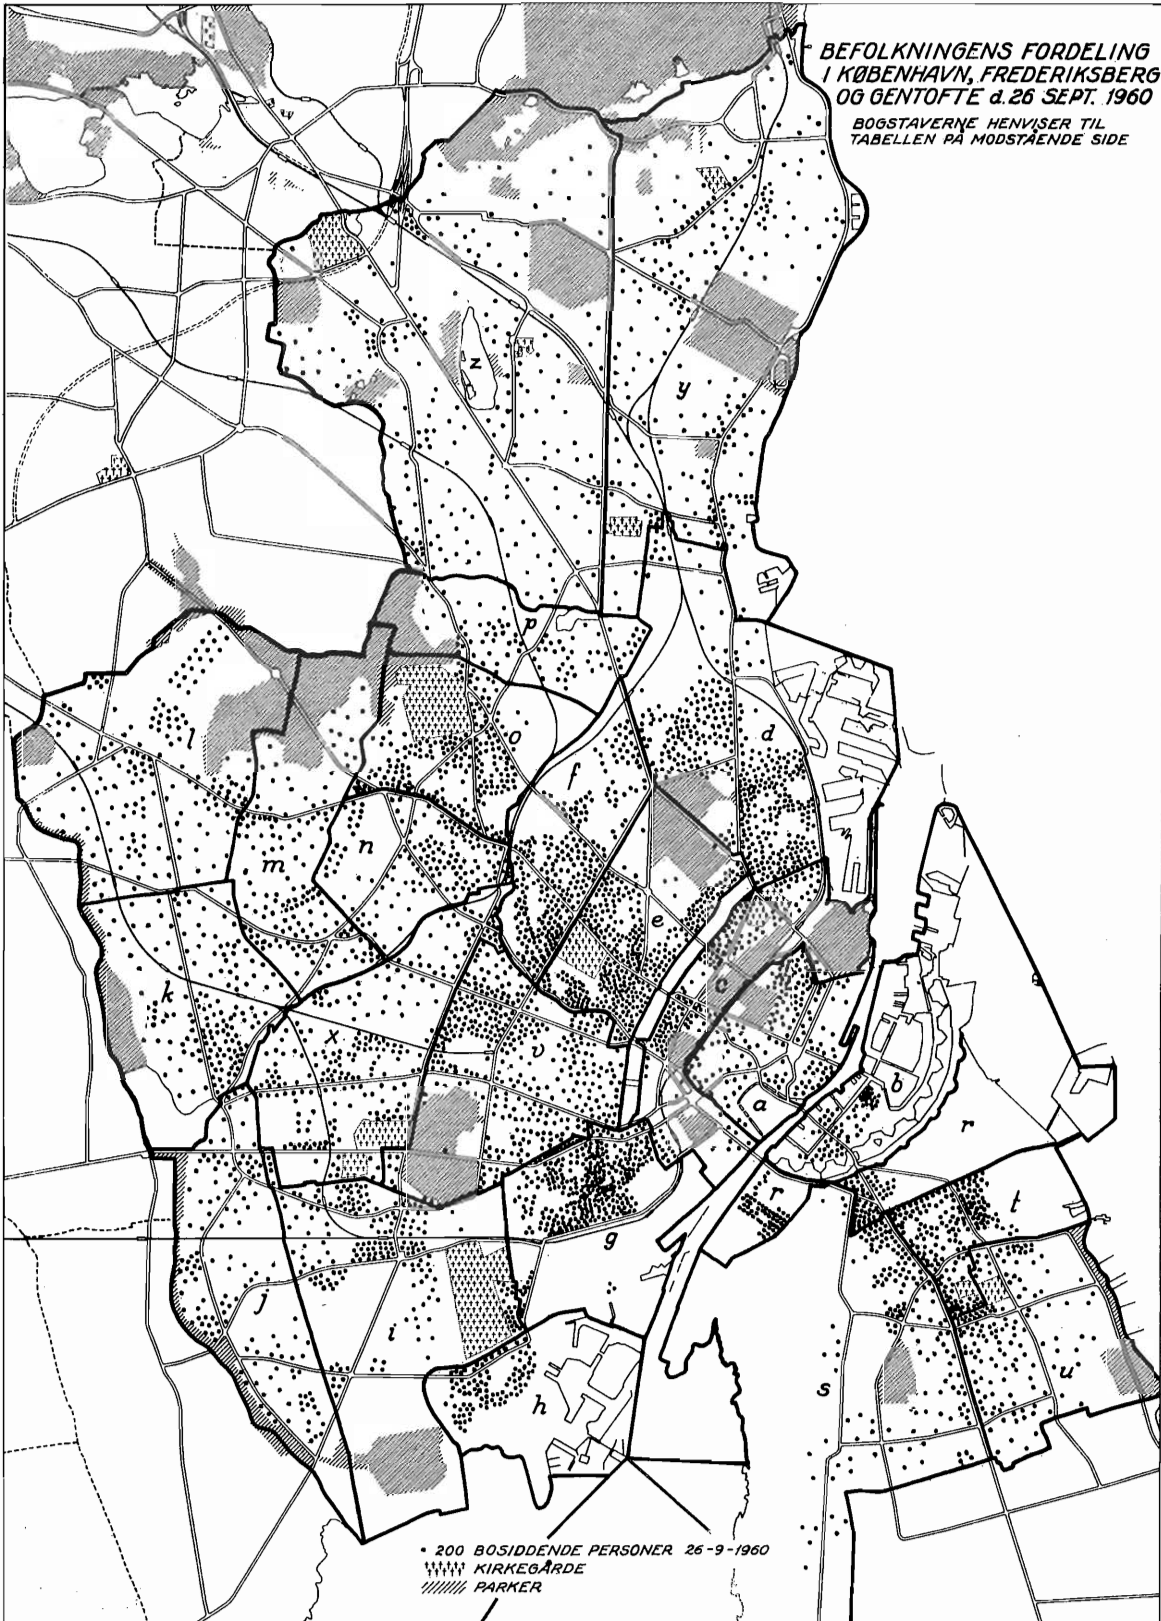 BEFOLKNINGENS FORDELING
I KØBENHAVN, FREDERIKSBERG
OG GENTOFTE d. 26 SEPT. 1960
BOGSTAVERNE HENVISER TIL
TABELLEN PÅ MODSTÅENDE SIDE
z
y
p
l
o
d
f
m
n
e
c
k
x
v
b
a
r
r
t
g
j
i
s
u
h
• 200 BOSIDDENDE PERSONER 26-9-1960
KIRKEGÅRDE
PARKER